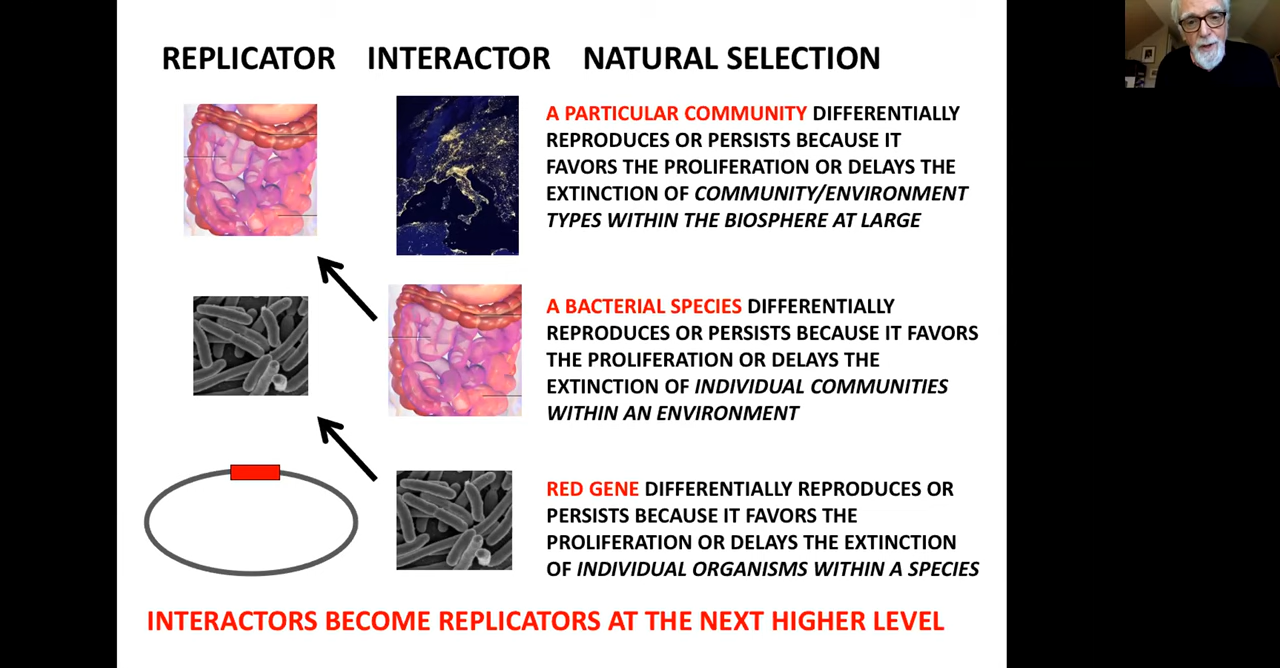 REPLICATOR INTERACTOR NATURAL SELECTION
A PARTICULAR COMMUNITY DIFFERENTIALLY
REPRODUCES OR PERSISTS BECAUSE IT
FAVORS THE PROLIFERATION OR DELAYS THE
EXTINCTION OF COMMUNITY/ENVIRONMENT
TYPES WITHIN THE BIOSPHERE AT LARGE
A BACTERIAL SPECIES DIFFERENTIALLY
REPRODUCES OR PERSISTS BECAUSE IT FAVORS
THE PROLIFERATION OR DELAYS THE
EXTINCTION OF INDIVIDUAL COMMUNITIES
WITHIN AN ENVIRONMENT
RED GENE DIFFERENTIALLY REPRODUCES OR
PERSISTS BECAUSE IT FAVORS THE
PROLIFERATION OR DELAYS THE EXTINCTION
OF INDIVIDUAL ORGANISMS WITHIN A SPECIES
INTERACTORS BECOME REPLICATORS AT THE NEXT HIGHER LEVEL